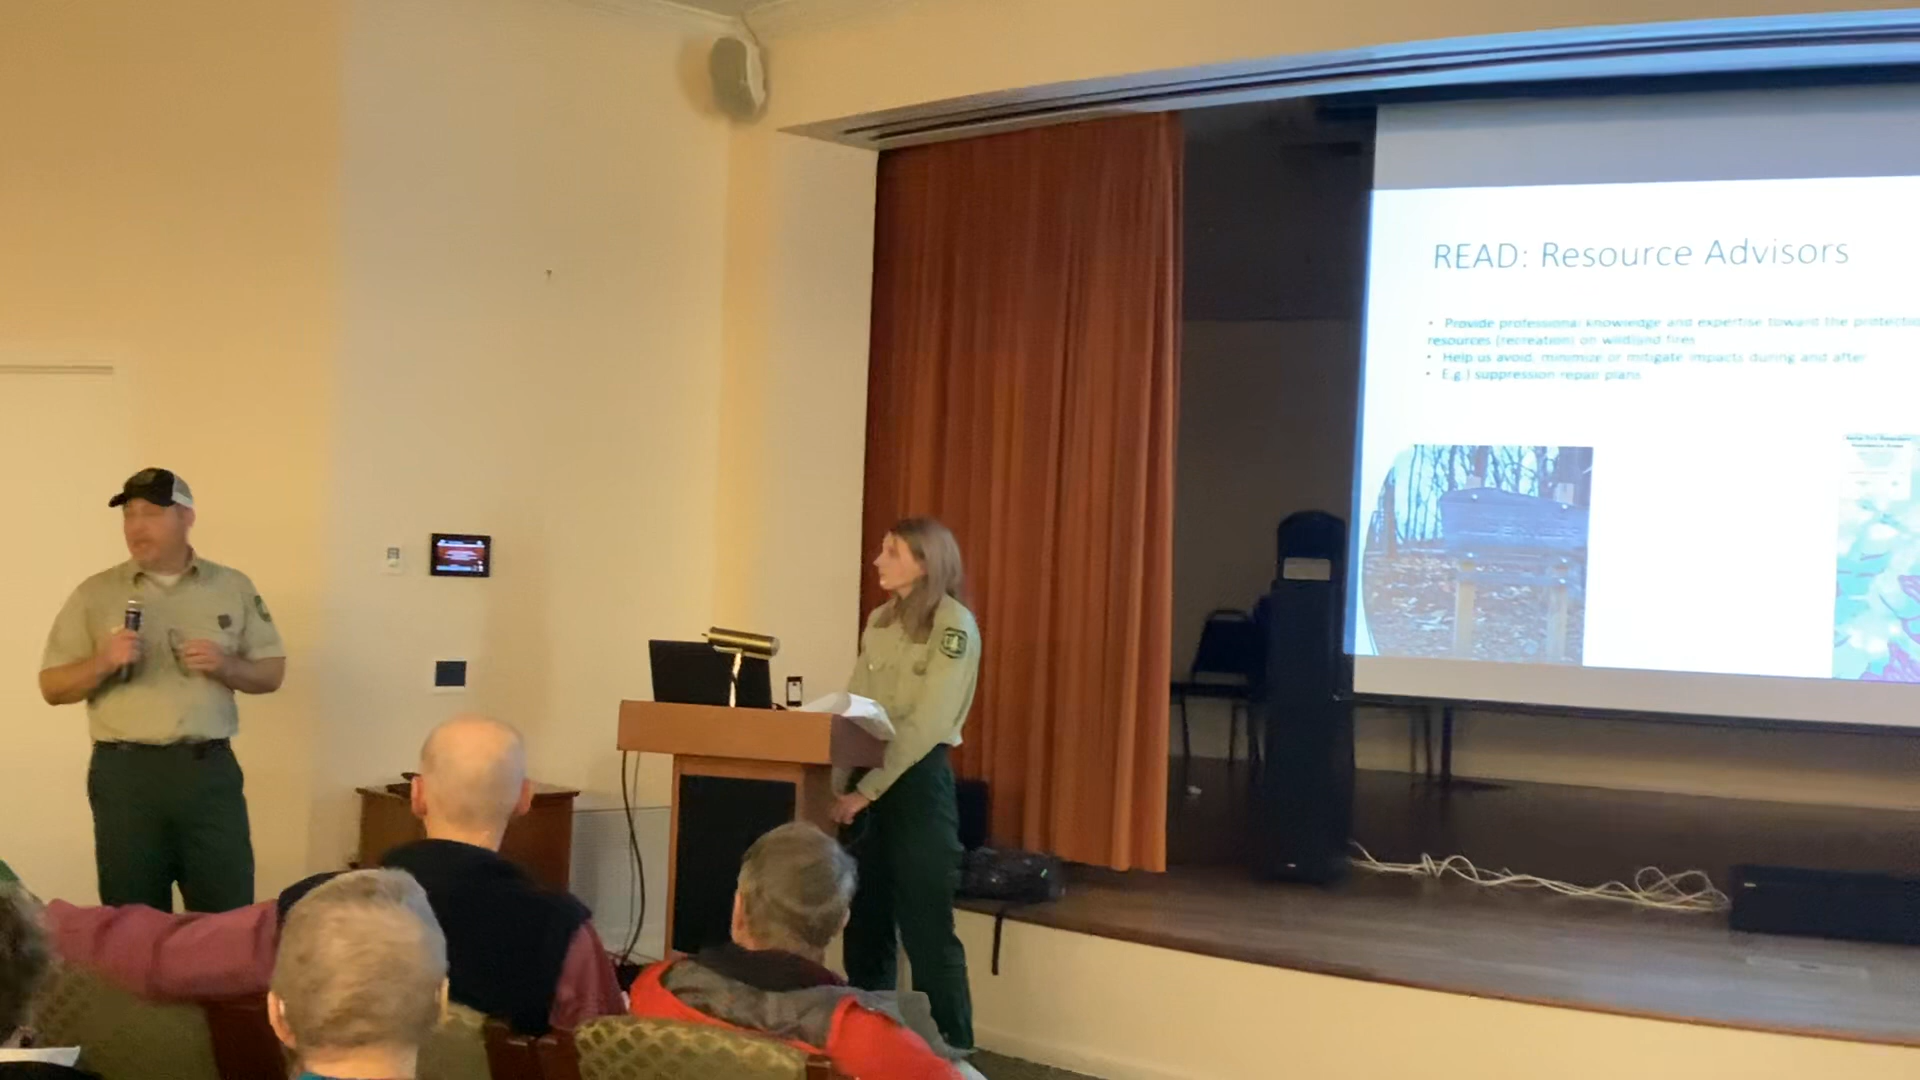 READ: Resource Advisors
• Provide professional knowledge and expertise toward the protectio
resources (recreation) on wildland fires
• Help us avoid, minimize or mitigate impacts during and after
• E.g.) suppression repair plans